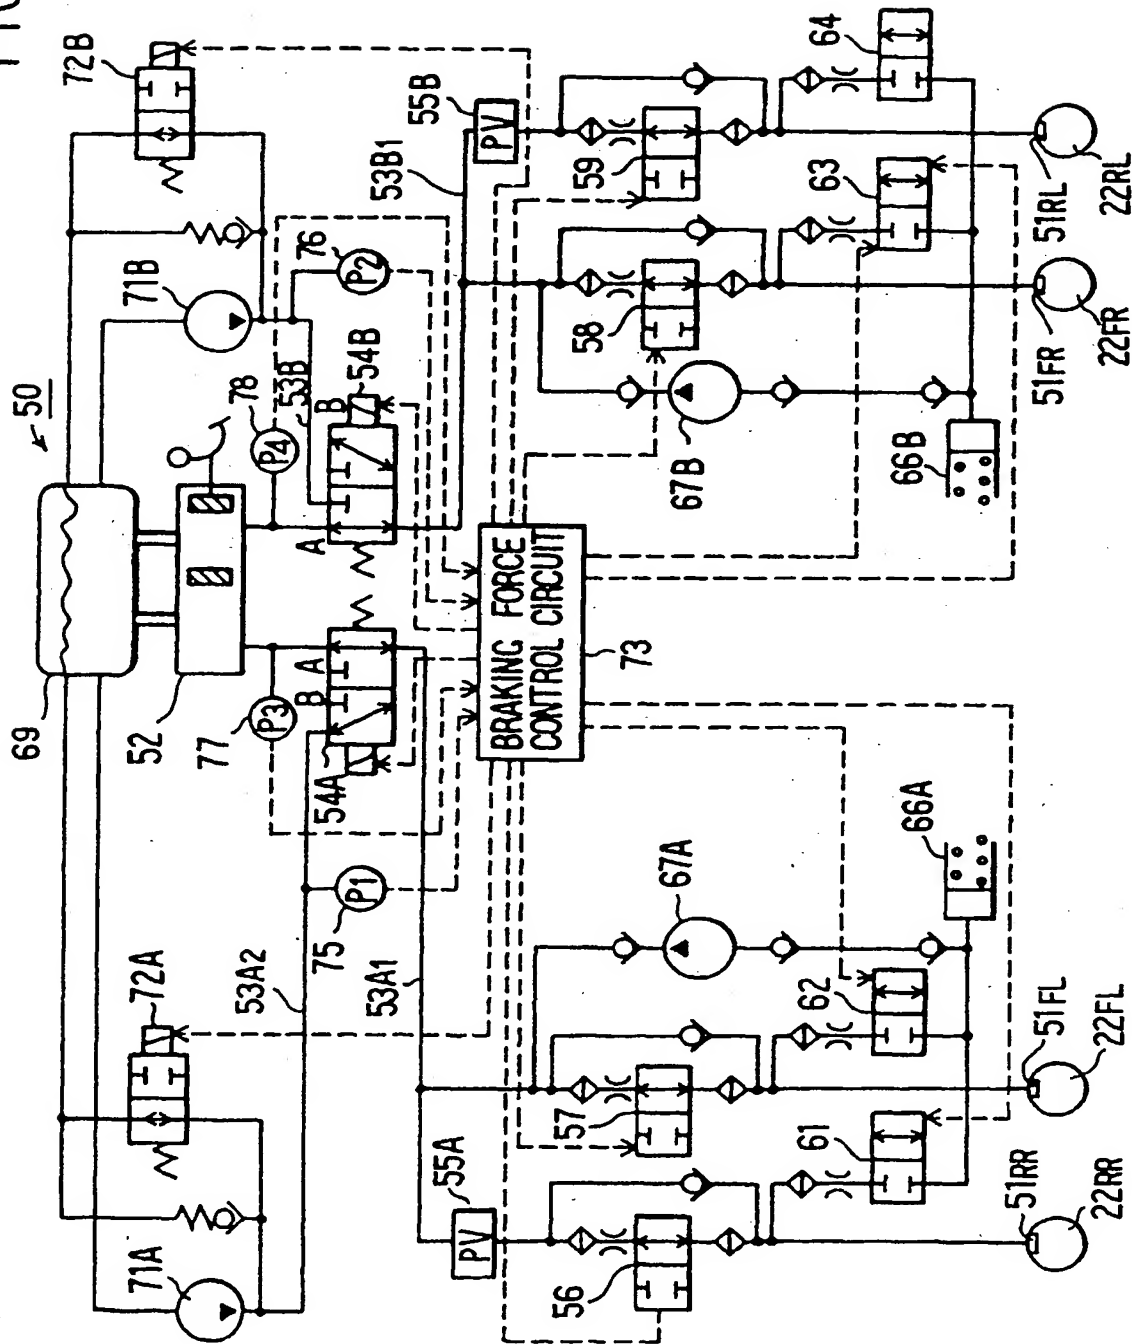 FIG
50
69
52
77
P3
78
P4
71A
72A
53A2
75
P1
53A1
54A
B
A
A
B
54B
53B
76
P2
71B
72B
53B1
55B
PV
BRAKING FORCE
CONTROL CIRCUIT
73
55A
PV
56
57
61
62
67A
66A
51RR
22RR
51FL
22FL
67B
66B
58
59
63
64
51FR
22FR
51RL
22RL